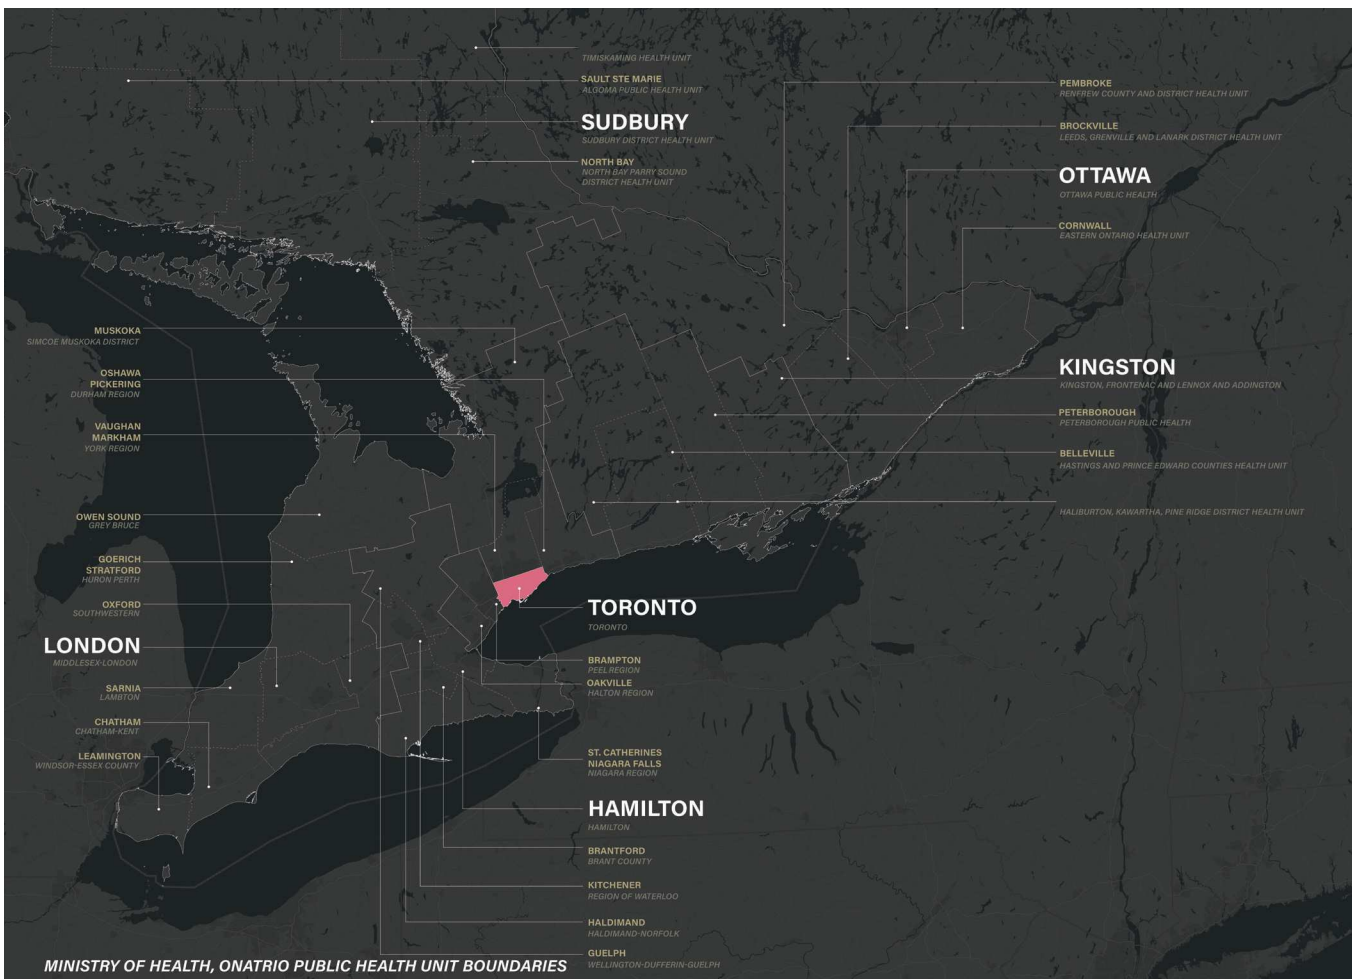 TIMISKAMING HEALTH UNIT
SAULT STE MARIE
ALGOMA PUBLIC HEALTH UNIT
SUDBURY
SUDBURY DISTRICT HEALTH UNIT
NORTH BAY
NORTH BAY PARRY SOUND
DISTRICT HEALTH UNIT
PEMBROKE
RENFREW COUNTY AND DISTRICT HEALTH UNIT
BROCKVILLE
LEEDS, GRENVILLE AND LANARK DISTRICT HEALTH UNIT
OTTAWA
OTTAWA PUBLIC HEALTH
CORNWALL
EASTERN ONTARIO HEALTH UNIT
MUSKOKA
SIMCOE MUSKOKA DISTRICT
OSHAWA
PICKERING
DURHAM REGION
VAUGHAN
MARKHAM
YORK REGION
OWEN SOUND
GREY BRUCE
GOERICH
STRATFORD
HURON PERTH
OXFORD
SOUTHWESTERN
LONDON
MIDDLESEX-LONDON
SARNIA
LAMBTON
CHATHAM
CHATHAM-KENT
LEAMINGTON
WINDSOR-ESSEX COUNTY
KINGSTON
KINGSTON, FRONTENAC AND LENNOX AND ADDINGTON
PETERBOROUGH
PETERBOROUGH PUBLIC HEALTH
BELLEVILLE
HASTINGS AND PRINCE EDWARD COUNTIES HEALTH UNIT
HALIBURTON, KAWARTHA, PINE RIDGE DISTRICT HEALTH UNIT
TORONTO
TORONTO
BRAMPTON
PEEL REGION
OAKVILLE
HALTON REGION
ST. CATHERINES
NIAGARA FALLS
NIAGARA REGION
HAMILTON
HAMILTON
BRANTFORD
BRANT COUNTY
KITCHENER
REGION OF WATERLOO
HALDIMAND
HALDIMAND-NORFOLK
GUELPH
WELLINGTON-DUFFERIN-GUELPH
MINISTRY OF HEALTH, ONATRIO PUBLIC HEALTH UNIT BOUNDARIES